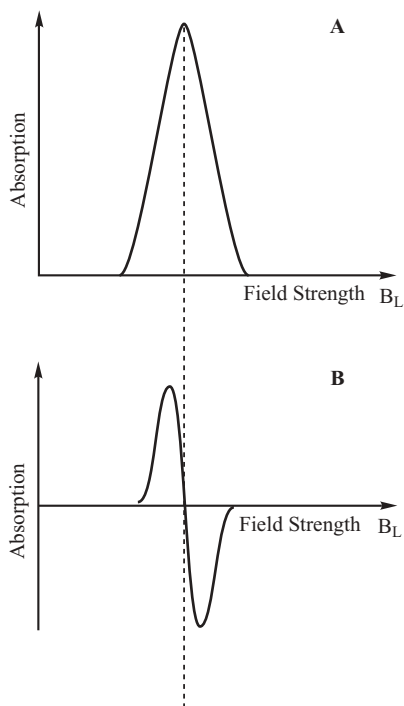 A
Absorption
Field Strength B_L
B
Absorption
Field Strength B_L